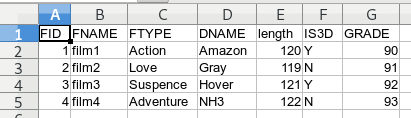 A B C D E F G
1 FID FNAME FTYPE DNAME length IS3D GRADE
2 1 film1 Action Amazon 120 Y 90
3 2 film2 Love Gray 119 N 91
4 3 film3 Suspence Hover 121 Y 92
5 4 film4 Adventure NH3 122 N 93